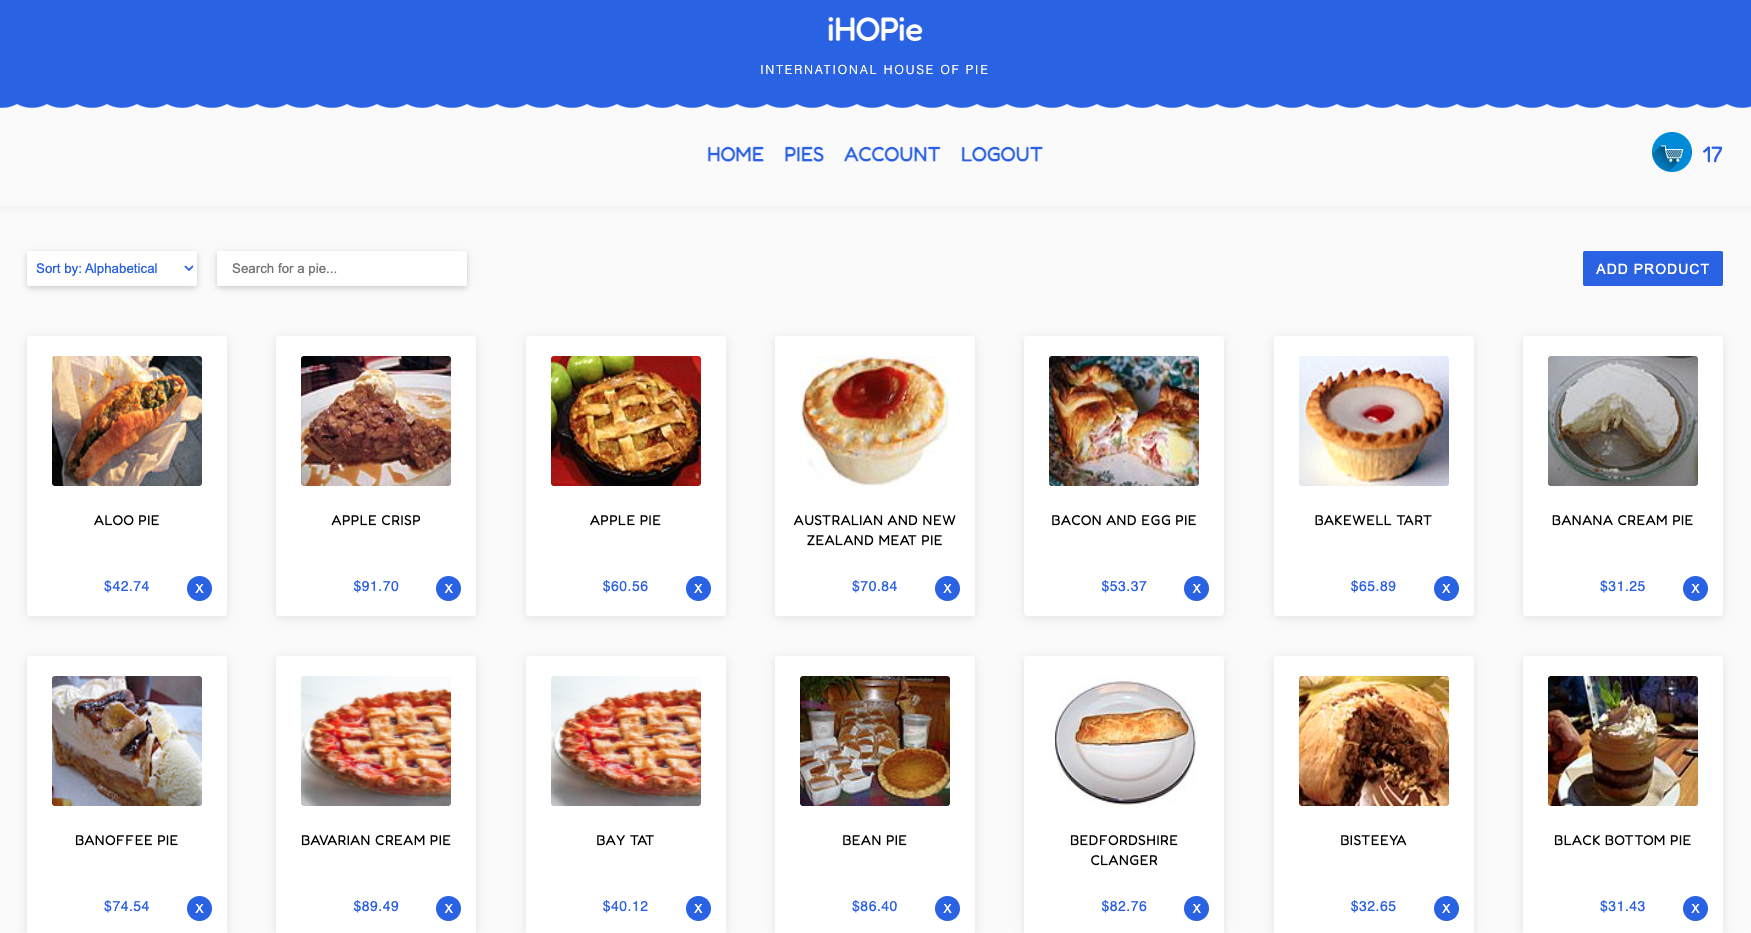 iHOPie
INTERNATIONAL HOUSE OF PIE
HOME PIES ACCOUNT LOGOUT
17
Sort by: Alphabetical
Search for a pie...
ADD PRODUCT
ALOO PIE
$42.74
X
APPLE CRISP
$91.70
X
APPLE PIE
$60.56
X
AUSTRALIAN AND NEW
ZEALAND MEAT PIE
$70.84
X
BACON AND EGG PIE
$53.37
X
BAKEWELL TART
$65.89
X
BANANA CREAM PIE
$31.25
X
BANOFFEE PIE
$74.54
X
BAVARIAN CREAM PIE
$89.49
X
BAY TAT
$40.12
X
BEAN PIE
$86.40
X
BEDFORDSHIRE
CLANGER
$82.76
X
BISTEEYA
$32.65
X
BLACK BOTTOM PIE
$31.43
X